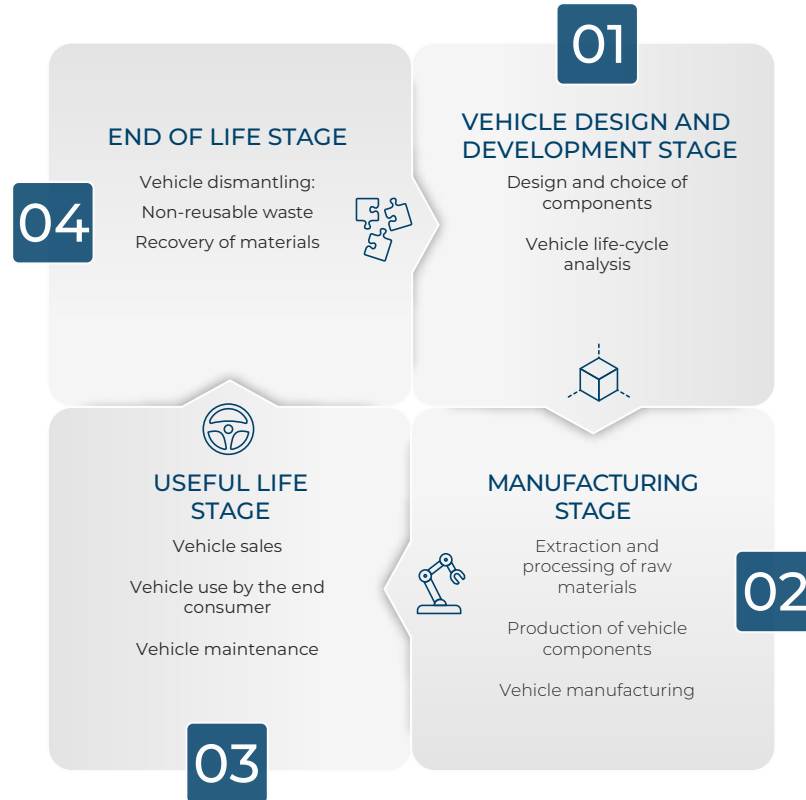 01
VEHICLE DESIGN AND
DEVELOPMENT STAGE
Design and choice of
components
Vehicle life-cycle
analysis
02
MANUFACTURING
STAGE
Extraction and
processing of raw
materials
Production of vehicle
components
Vehicle manufacturing
03
USEFUL LIFE
STAGE
Vehicle sales
Vehicle use by the end
consumer
Vehicle maintenance
04
END OF LIFE STAGE
Vehicle dismantling:
Non-reusable waste
Recovery of materials